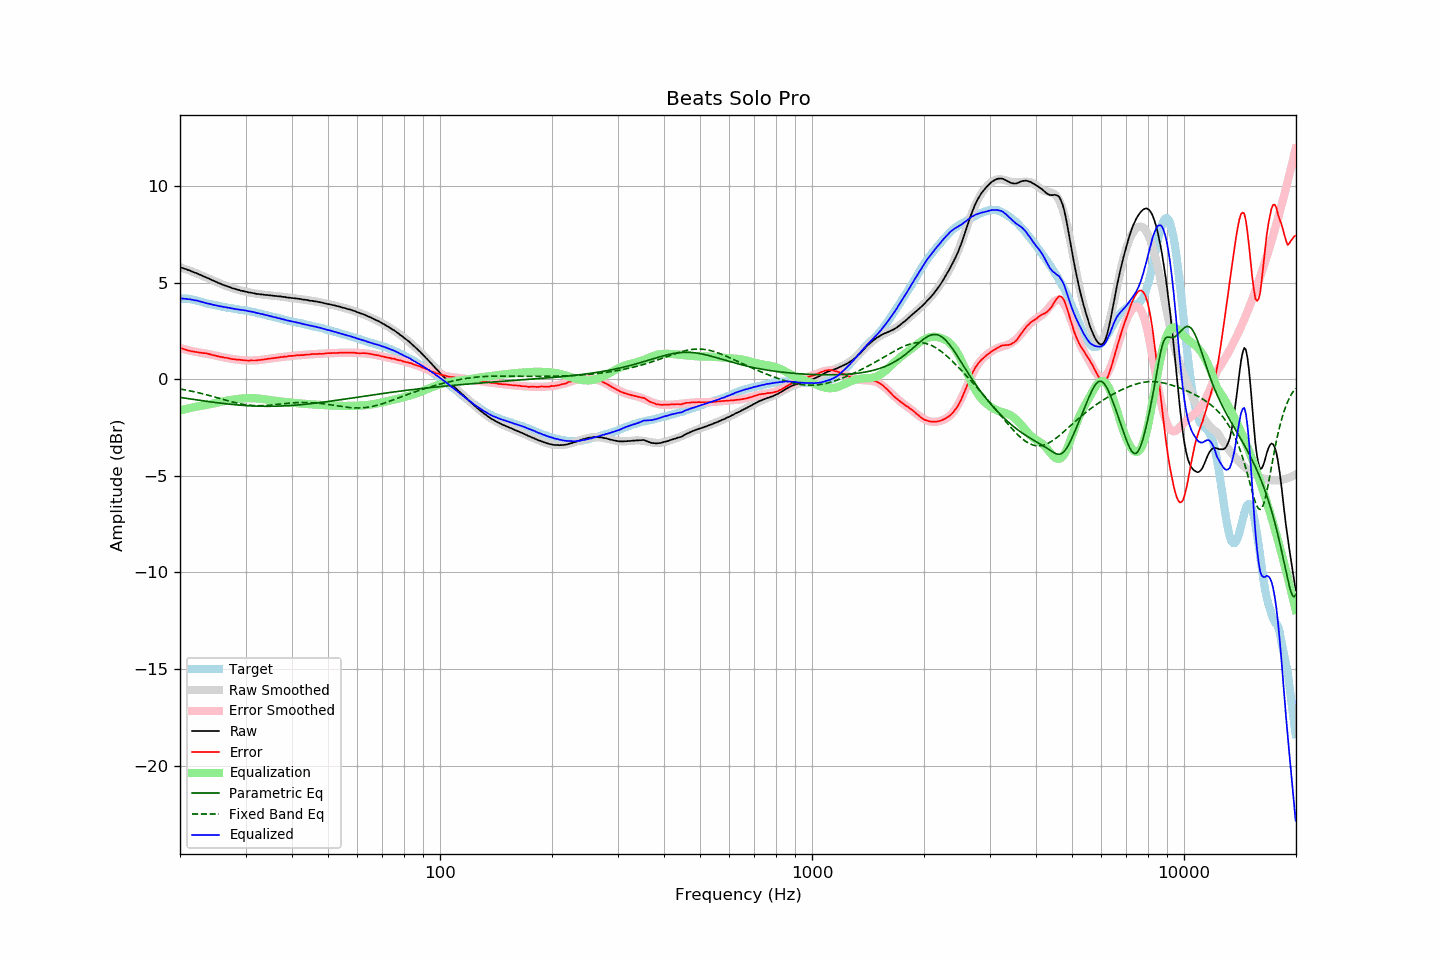 Beats Solo Pro
Amplitude (dBr)
10
5
0
−5
−10
−15
−20
Target
Raw Smoothed
Error Smoothed
Raw
Error
Equalization
Parametric Eq
Fixed Band Eq
Equalized
100
1000
10000
Frequency (Hz)